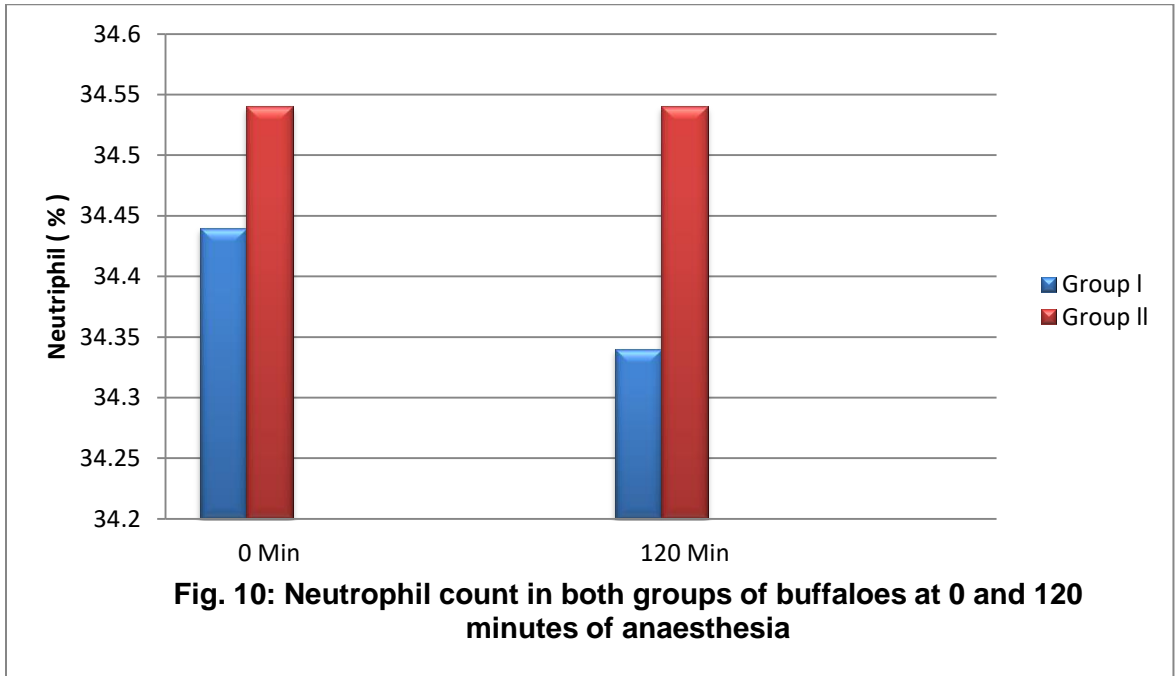 34.6
34.55
34.5
34.45
34.4
34.35
34.3
34.25
34.2
Neutriphil ( % )
0 Min
120 Min
Group l
Group ll
Fig. 10: Neutrophil count in both groups of buffaloes at 0 and 120
minutes of anaesthesia